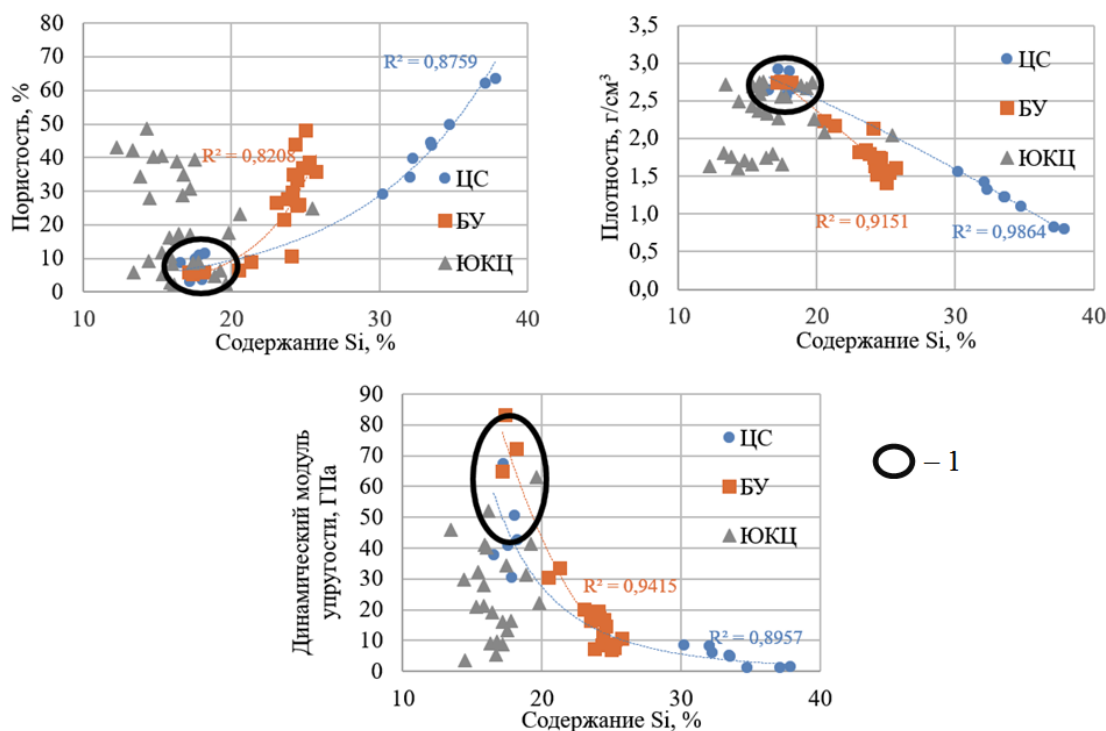 80
70
60
50
40
30
20
10
0
Пористость, %
R² = 0,8759
R² = 0,8208
ЦС
БУ
ЮКЦ
10 20 30 40
Содержание Si, %
3,5
3,0
2,5
2,0
1,5
1,0
0,5
0,0
Плотность, г/см³
ЦС
БУ
ЮКЦ
R² = 0,9151
R² = 0,9864
10 20 30 40
Содержание Si, %
90
80
70
60
50
40
30
20
10
0
Динамический модуль
упругости, ГПа
ЦС
БУ
ЮКЦ
R² = 0,9415
R² = 0,8957
10 20 30 40
Содержание Si, %
– 1